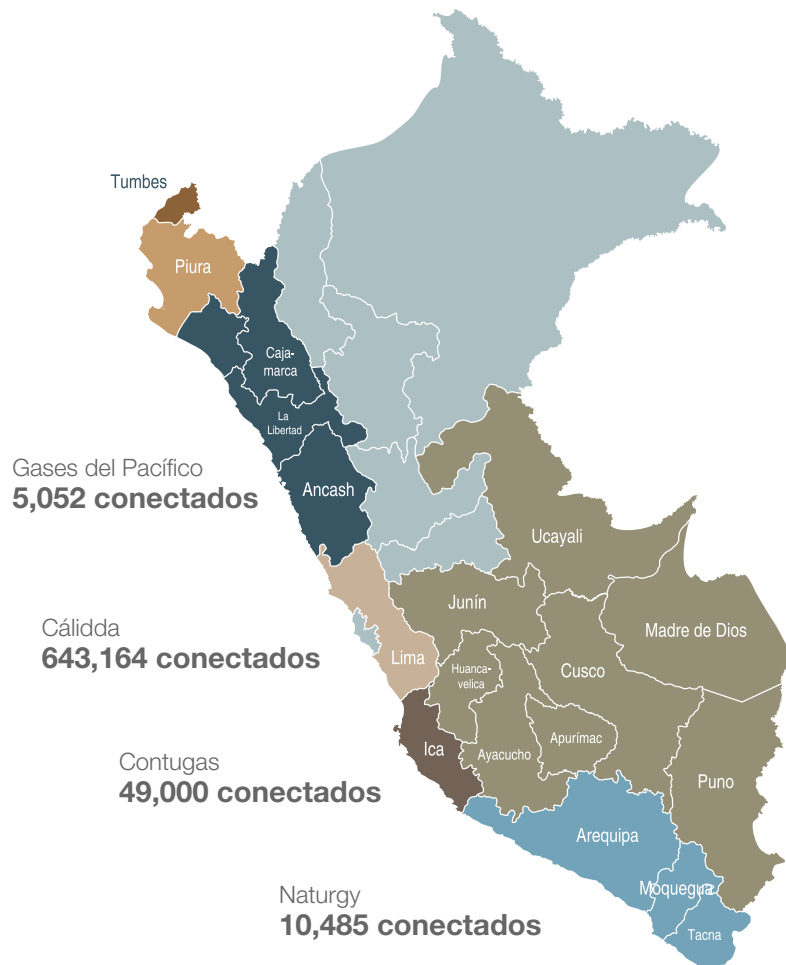 Tumbes
Piura
Caja-
marca
La
Libertad
Gases del Pacífico
5,052 conectados
Ancash
Ucayali
Junín
Cálidda
643,164 conectados
Lima
Madre de Dios
Huanca-
velica
Cusco
Contugas
49,000 conectados
Ica
Ayacucho
Apurímac
Puno
Arequipa
Moquegua
Naturgy
10,485 conectados
Tacna